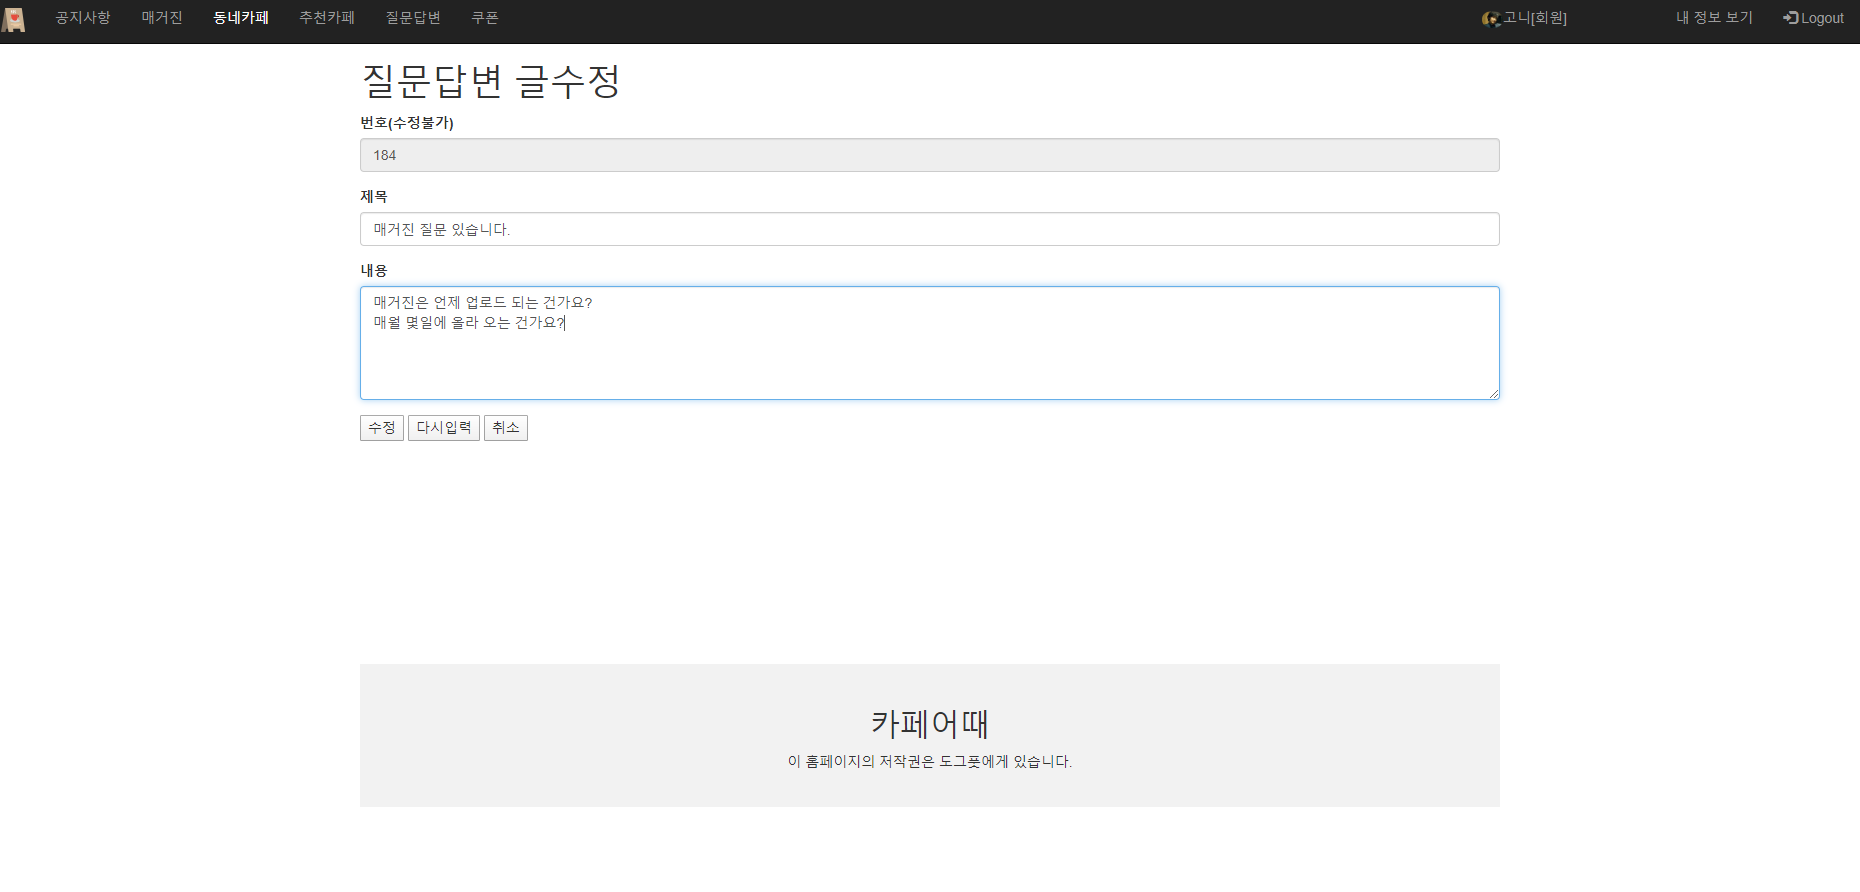 공지사항 매거진 동네카페 추천카페 질문답변 쿠폰 고니[회원] 내 정보 보기 Logout
질문답변 글수정
번호(수정불가)
184
제목
매거진 질문 있습니다.
내용
매거진은 언제 업로드 되는 건가요?
매월 몇일에 올라 오는 건가요?
수정 다시입력 취소
카페어때
이 홈페이지의 저작권은 도그풋에게 있습니다.